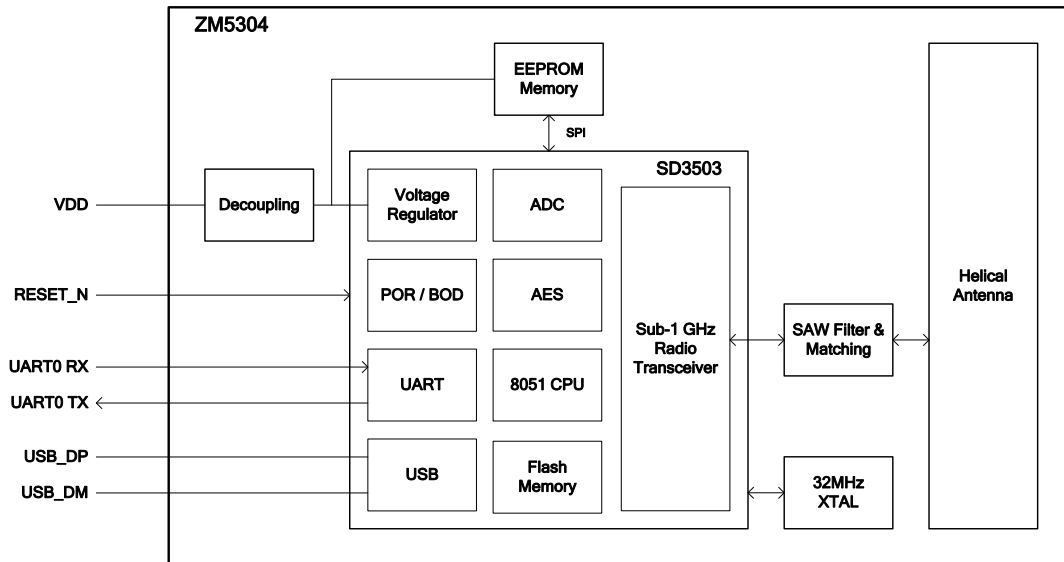 ZM5304
EEPROM
Memory
SPI
SD3503
VDD
Decoupling
Voltage
Regulator
ADC
RESET_N
POR / BOD
AES
Sub-1 GHz
Radio
Transceiver
SAW Filter &
Matching
Helical
Antenna
UART0 RX
UART0 TX
UART
8051 CPU
USB_DP
USB_DM
USB
Flash
Memory
32MHz
XTAL